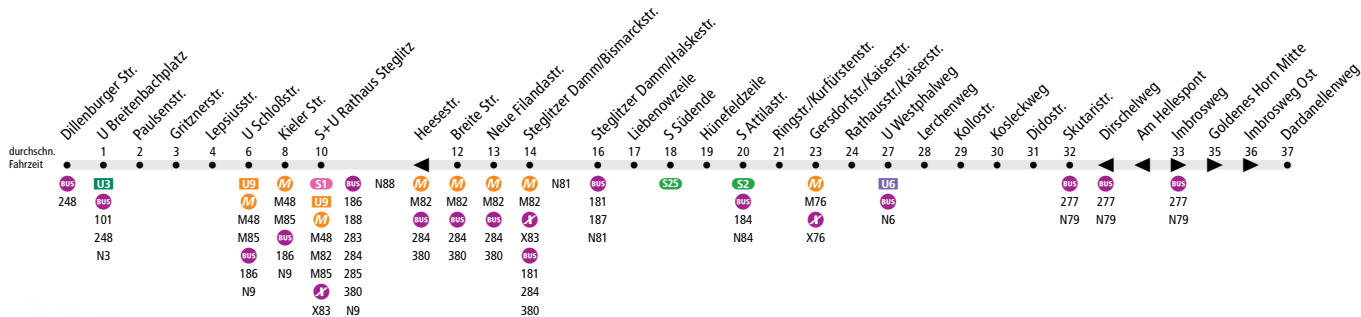 Dillenburger Str.
U Breitenbachplatz
Paulsenstr.
Gritznerstr.
Lepsiusstr.
U Schloßstr.
Kieler Str.
S+U Rathaus Steglitz
Heesestr.
Breite Str.
Neue Filandastr.
Steglitzer Damm/Bismarckstr.
Steglitzer Damm/Halskestr.
Liebenowzeile
S Südende
Hünefeldzeile
S Attilastr.
Ringstr./Kurfürstenstr.
Gersdorfstr./Kaiserstr.
Rathausstr./Kaiserstr.
U Westphalweg
Lerchenweg
Kollostr.
Kosleckweg
Didostr.
Skutaristr.
Dirschelweg
Am Hellespont
Imbrosweg
Goldenes Horn Mitte
Imbrosweg Ost
Dardanellenweg
durchschn. 1 2 3 4 6 8 10 12 13 14 16 17 18 19 20 21 23 24 27 28 29 30 31 32 33 35 36 37
Fahrzeit
BUS U3 U9 M S1 BUS N88 M M M M N81 BUS S25 S2 M U6 BUS BUS BUS
248 BUS M M48 U9 186 M82 M82 M82 M82 181 BUS M76 BUS 277 277 277
101 M48 M85 M 188 BUS BUS BUS X 187 184 X N6 N79 N79 N79
248 M85 BUS M48 283 284 284 284 X83 N81 N84 X76
N3 BUS 186 M82 284 380 380 380 BUS
186 N9 M85 285 181
N9 X 380 284
X83 N9 380